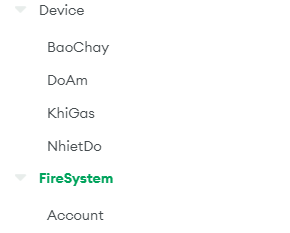 Device
BaoChay
DoAm
KhiGas
NhietDo
FireSystem
Account